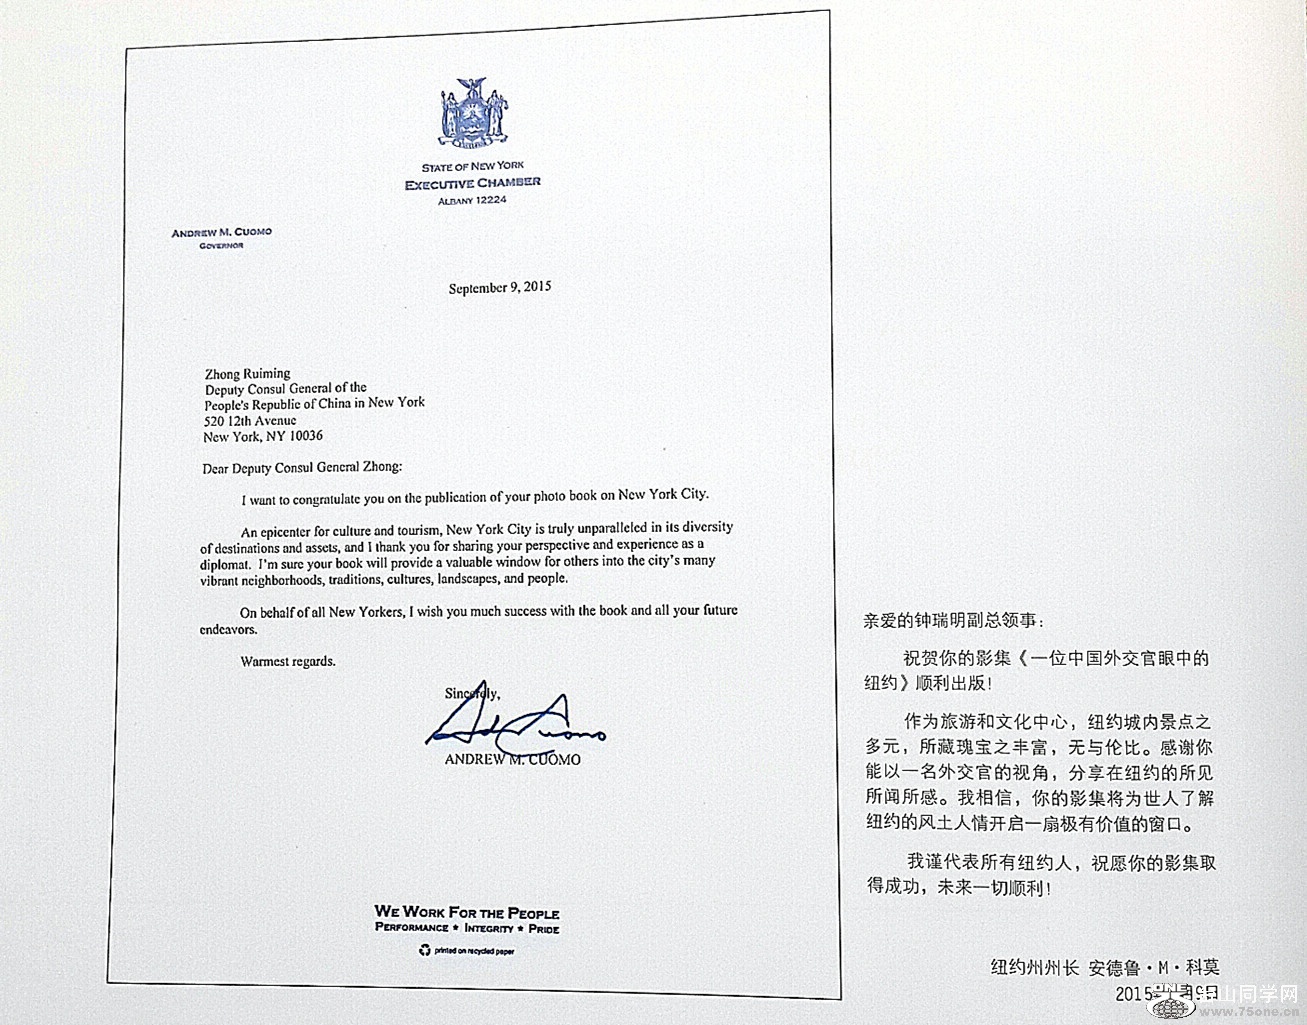 STATE OF NEW YORK
EXECUTIVE CHAMBER
ALBANY 12224
ANDREW M. CUOMO
GOVERNOR
September 9, 2015
Zhong Ruiming
Deputy Consul General of the
People's Republic of China in New York
520 12th Avenue
New York, NY 10036
Dear Deputy Consul General Zhong:
I want to congratulate you on the publication of your photo book on New York City.
An epicenter for culture and tourism, New York City is truly unparalleled in its diversity
of destinations and assets, and I thank you for sharing your perspective and experience as a
diplomat. I'm sure your book will provide a valuable window for others into the city's many
vibrant neighborhoods, traditions, cultures, landscapes, and people.
On behalf of all New Yorkers, I wish you much success with the book and all your future
endeavors.
Warmest regards.
Sincerely,
ANDREW M. CUOMO
WE WORK FOR THE PEOPLE
PERFORMANCE ★ INTEGRITY ★ PRIDE
printed on recycled paper
亲爱的钟瑞明副总领事：
祝贺你的影集《一位中国外交官眼中的
纽约》顺利出版！
作为旅游和文化中心，纽约城内景点之
多元，所藏瑰宝之丰富，无与伦比。感谢你
能以一名外交官的视角，分享在纽约的所见
所闻所感。我相信，你的影集将为世人了解
纽约的风土人情开启一扇极有价值的窗口。
我谨代表所有纽约人，祝愿你的影集取
得成功，未来一切顺利！
纽约州州长 安德鲁·M·科莫
2015
ONE
山同学网
www.75one.cn